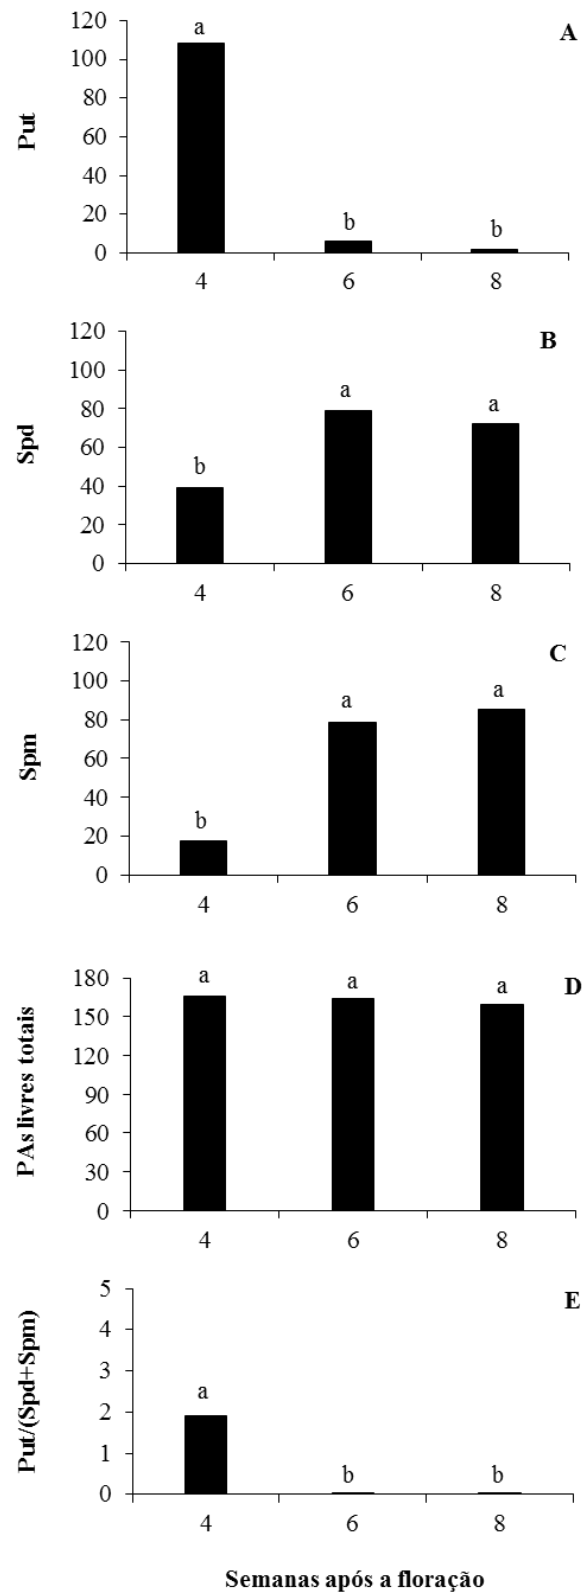 A
Put
120
100
80
60
40
20
0
a
b
b
4 6 8
B
Spd
120
100
80
60
40
20
0
b
a
a
4 6 8
C
Spm
120
100
80
60
40
20
0
b
a
a
4 6 8
D
PAs livres totais
180
150
120
90
60
30
0
a
a
a
4 6 8
E
Put/(Spd+Spm)
5
4
3
2
1
0
a
b
b
4 6 8
Semanas após a floração